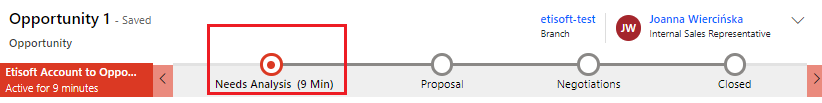 Opportunity 1 - Saved
Opportunity
etisoft-test
Branch
JW
Joanna Wiercińska
Internal Sales Representative
Etisoft Account to Oppo...
Active for 9 minutes
Needs Analysis (9 Min)
Proposal
Negotiations
Closed